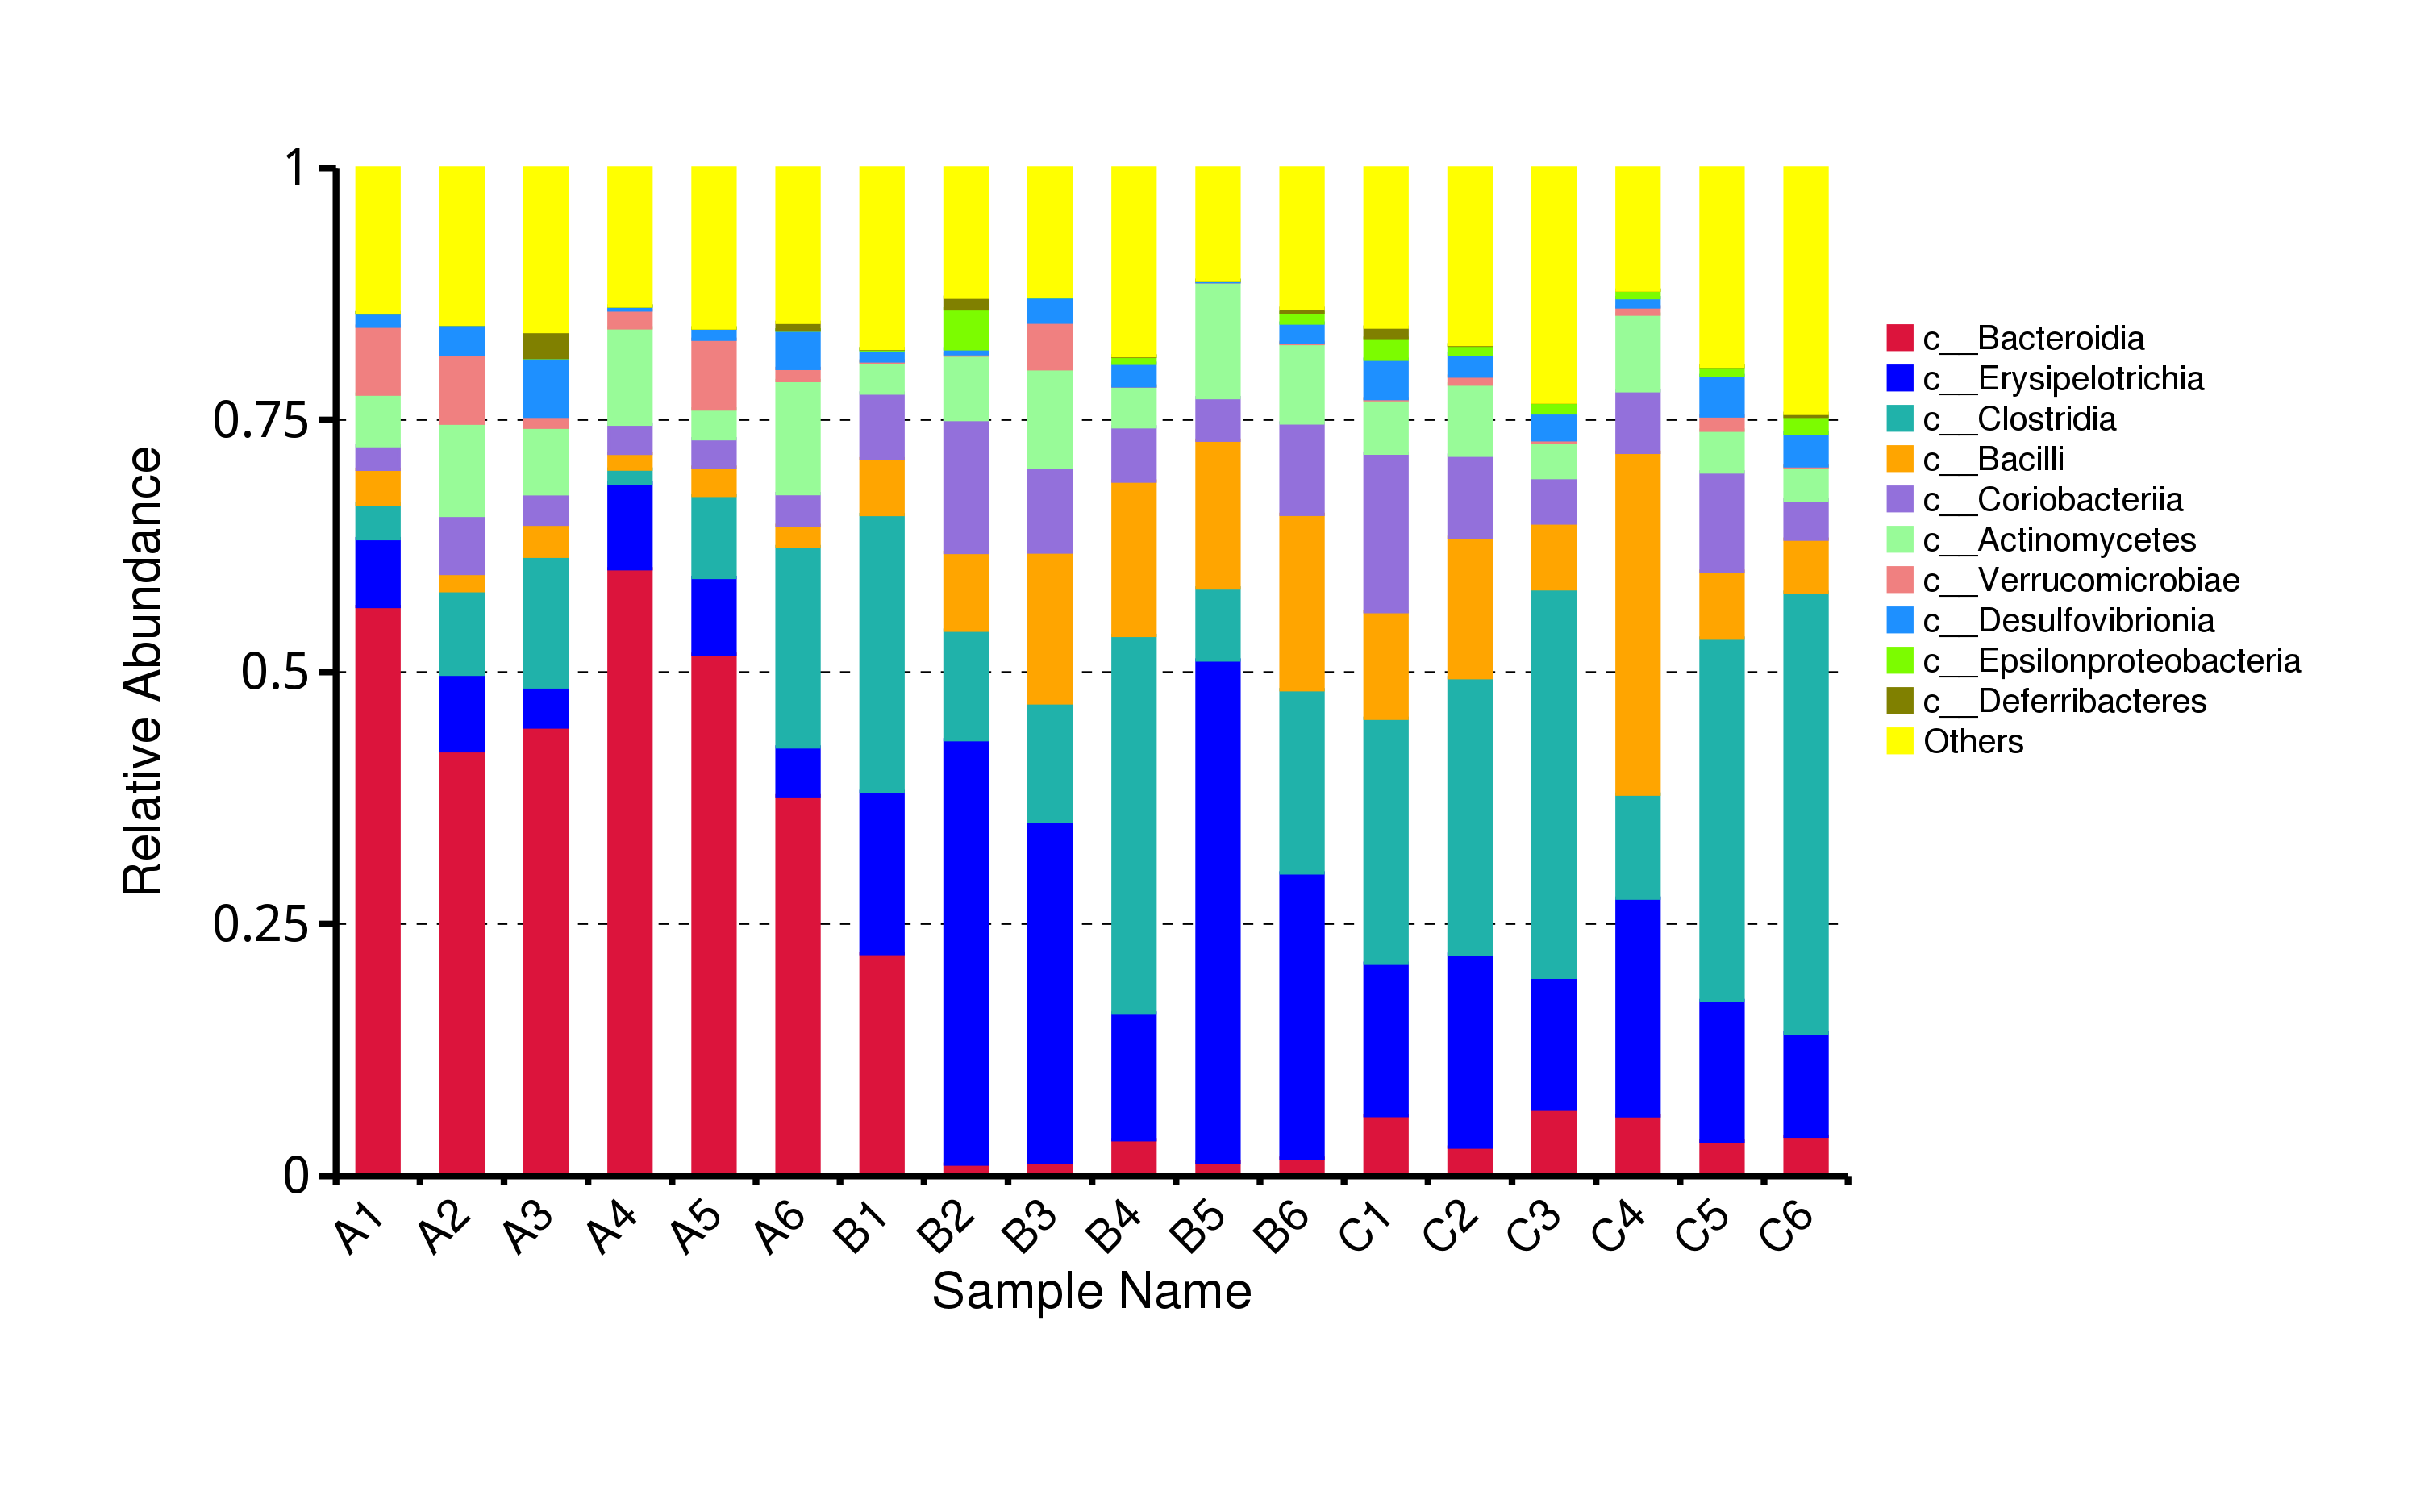 1
0.75
0.5
0.25
0
Relative Abundance
A1 A2 A3 A4 A5 A6 B1 B2 B3 B4 B5 B6 C1 C2 C3 C4 C5 C6
Sample Name
c__Bacteroidia
c__Erysipelotrichia
c__Clostridia
c__Bacilli
c__Coriobacteriia
c__Actinomycetes
c__Verrucomicrobiae
c__Desulfovibrionia
c__Epsilonproteobacteria
c__Deferribacteres
Others